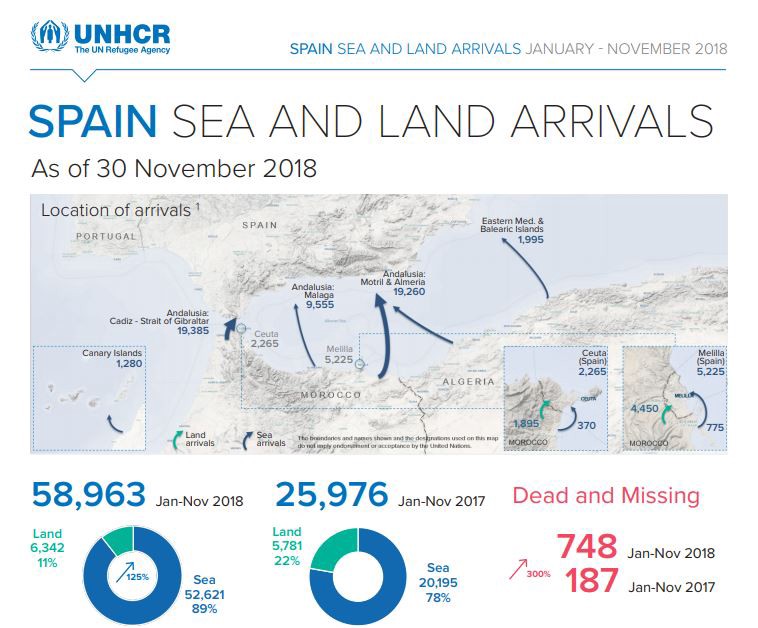 UNHCR
The UN Refugee Agency
SPAIN SEA AND LAND ARRIVALS JANUARY - NOVEMBER 2018
SPAIN SEA AND LAND ARRIVALS
As of 30 November 2018
Location of arrivals 1
PORTUGAL
SPAIN
Eastern Med. &
Balearic Islands
1,995
Andalusia:
Motril & Almeria
19,260
Andalusia:
Malaga
9,555
Andalusia:
Cadiz - Strait of Gibraltar
19,385
Ceuta
2,265
Melilla
5,225
Canary Islands
1,280
MOROCCO
ALGERIA
Ceuta
(Spain)
2,265
CEUTA
1,895
370
MOROCCO
Melilla
(Spain)
5,225
MELILLA
4,450
775
MOROCCO
Land
arrivals
Sea
arrivals
The boundaries and names shown and the designations used on this map
do not imply endorsement or acceptance by the United Nations.
58,963 Jan-Nov 2018
Land
6,342
11%
125%
Sea
52,621
89%
25,976 Jan-Nov 2017
Land
5,781
22%
Sea
20,195
78%
Dead and Missing
748 Jan-Nov 2018
300%
187 Jan-Nov 2017